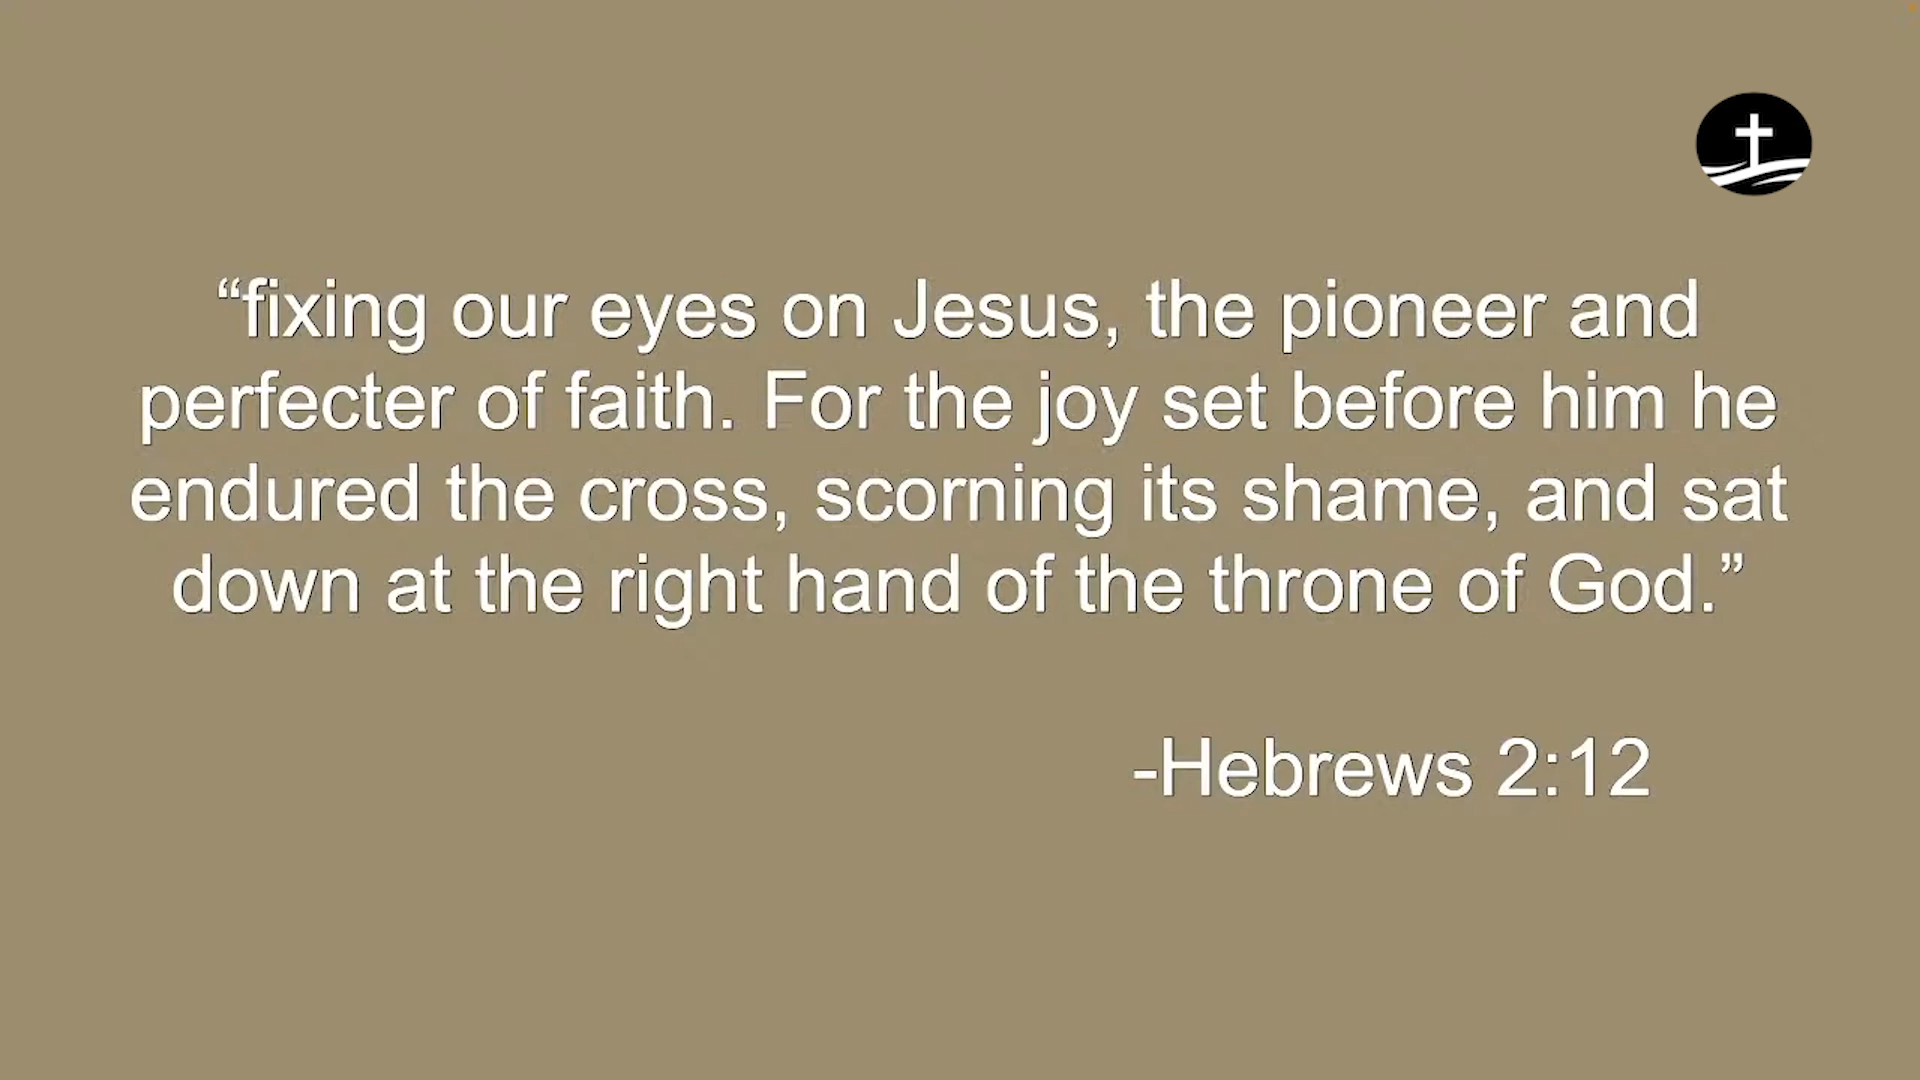 “fixing our eyes on Jesus, the pioneer and
perfecter of faith. For the joy set before him he
endured the cross, scorning its shame, and sat
down at the right hand of the throne of God.”
-Hebrews 2:12